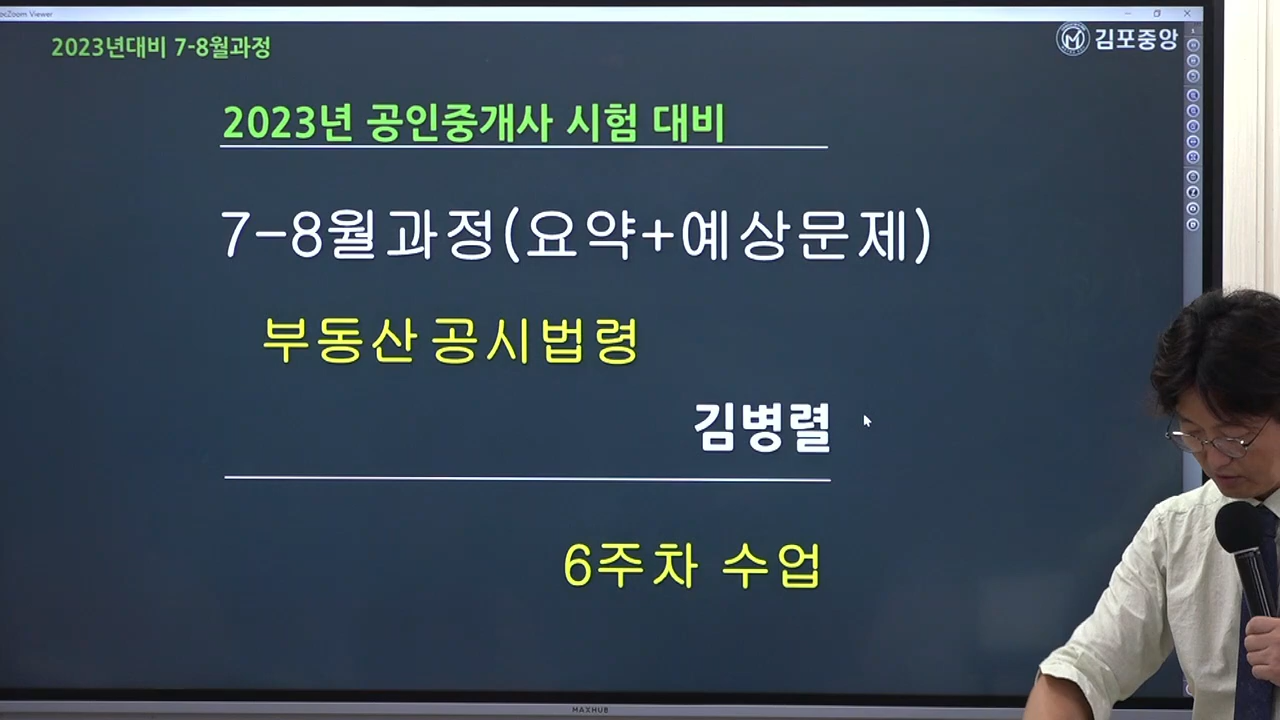 2023년대비 7-8월과정
김포중앙
2023년 공인중개사 시험 대비
7-8월과정(요약+예상문제)
부동산공시법령
김병렬
6주차 수업
MAXHUB